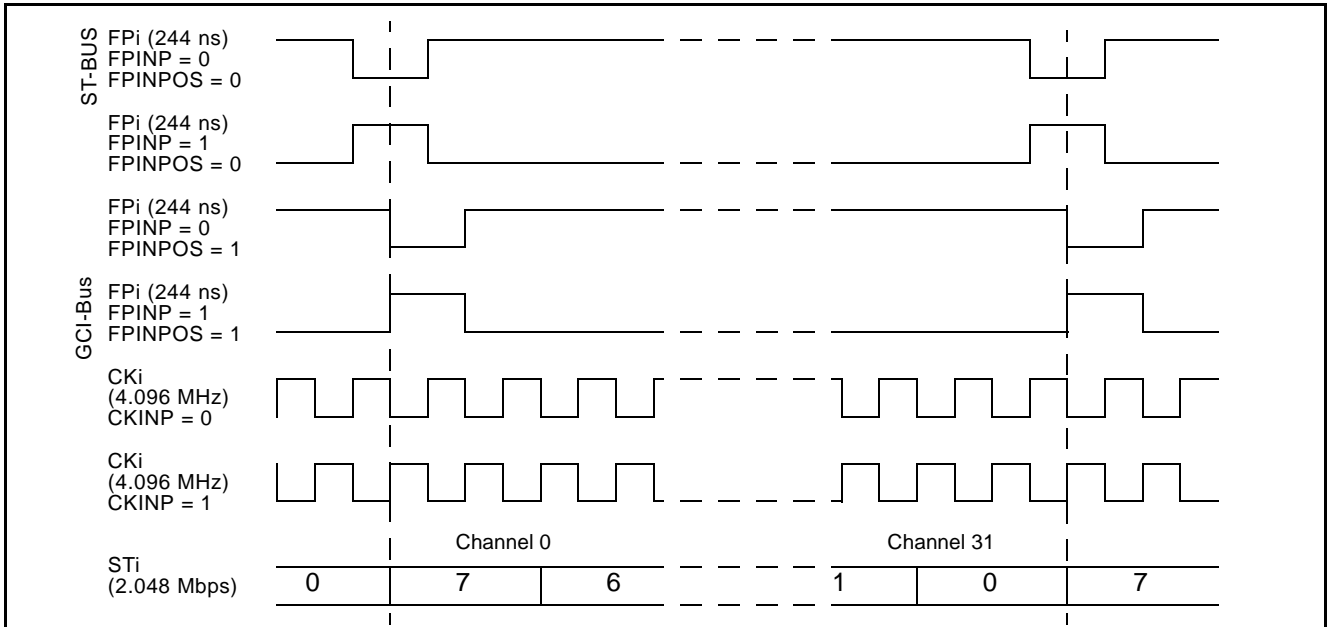 ST-BUS
FPi (244 ns)
FPINP = 0
FPINPOS = 0
FPi (244 ns)
FPINP = 1
FPINPOS = 0
FPi (244 ns)
FPINP = 0
FPINPOS = 1
GCI-Bus
FPi (244 ns)
FPINP = 1
FPINPOS = 1
CKi
(4.096 MHz)
CKINP = 0
CKi
(4.096 MHz)
CKINP = 1
Channel 0 Channel 31
STi
(2.048 Mbps)
0 7 6 1 0 7